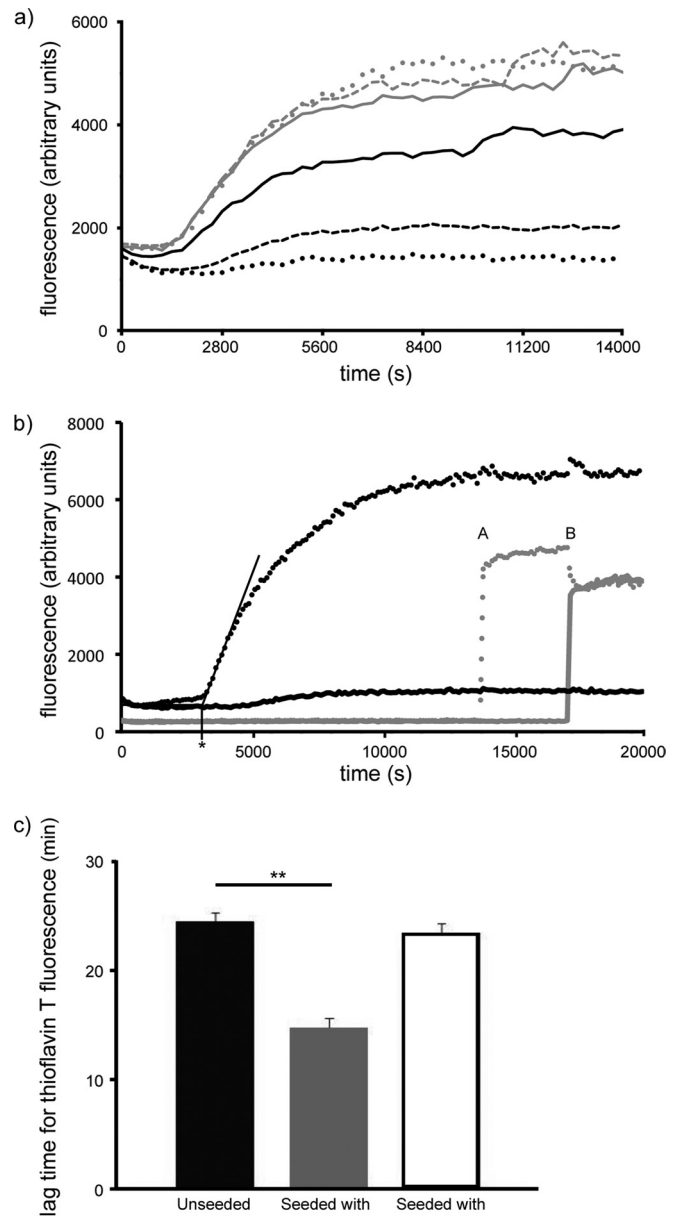 a)
6000
4000
2000
0
fluorescence (arbitrary units)
0 2800 5600 8400 11200 14000
time (s)
b)
8000
6000
4000
2000
0
fluorescence (arbitrary units)
A B
*
0 5000 10000 15000 20000
time (s)
c)
30
20
10
0
lag time for thioflavin T fluorescence (min)
**
Unseeded Seeded with Seeded with